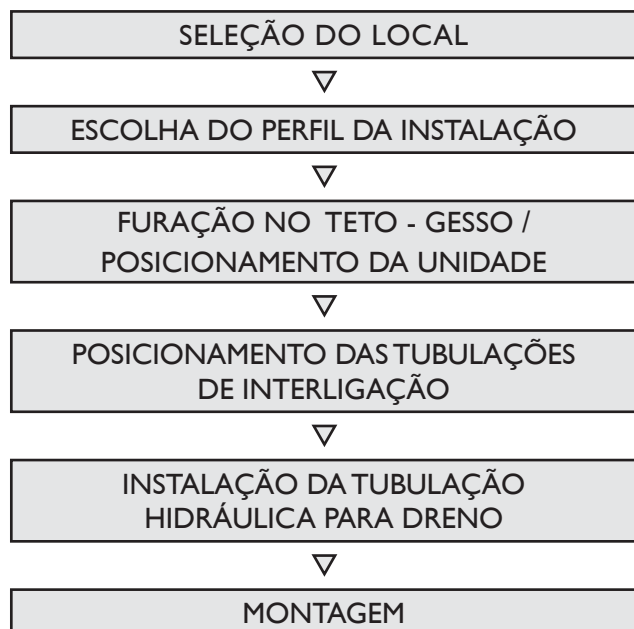 SELEÇÃO DO LOCAL
ESCOLHA DO PERFIL DA INSTALAÇÃO
FURAÇÃO NO TETO - GESSO /
POSICIONAMENTO DA UNIDADE
POSICIONAMENTO DAS TUBULAÇÕES
DE INTERLIGAÇÃO
INSTALAÇÃO DA TUBULAÇÃO
HIDRÁULICA PARA DRENO
MONTAGEM